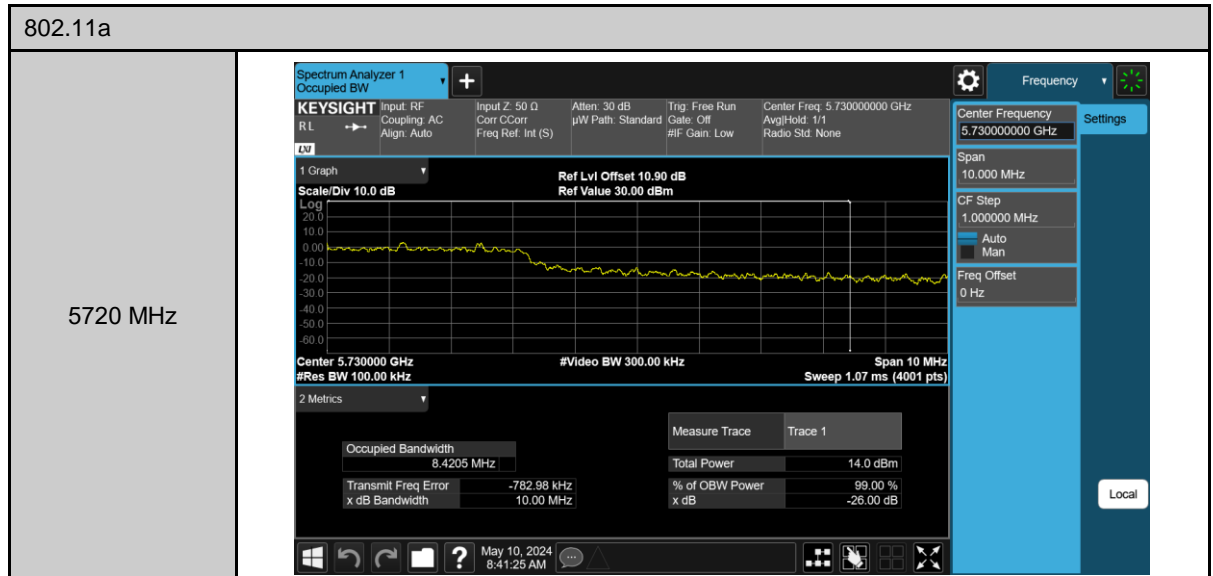 802.11a
5720 MHz
Spectrum Analyzer 1
Occupied BW
+
Frequency
KEYSIGHT
RL
LXI
Input: RF
Coupling: AC
Align: Auto
Input Z: 50 Ω
Corr CCorr
Freq Ref: Int (S)
Atten: 30 dB
µW Path: Standard
Trig: Free Run
Gate: Off
#IF Gain: Low
Center Freq: 5.730000000 GHz
Avg|Hold: 1/1
Radio Std: None
Center Frequency
5.730000000 GHz
Settings
Span
10.000 MHz
CF Step
1.000000 MHz
Auto
Man
Freq Offset
0 Hz
Local
1 Graph
Scale/Div 10.0 dB
Ref Lvl Offset 10.90 dB
Ref Value 30.00 dBm
Log
20.0
10.0
0.00
-10.0
-20.0
-30.0
-40.0
-50.0
-60.0
Center 5.730000 GHz
#Video BW 300.00 kHz
Span 10 MHz
#Res BW 100.00 kHz
Sweep 1.07 ms (4001 pts)
2 Metrics
Measure Trace Trace 1
Occupied Bandwidth
8.4205 MHz
Total Power 14.0 dBm
Transmit Freq Error -782.98 kHz
% of OBW Power 99.00 %
x dB Bandwidth 10.00 MHz
x dB -26.00 dB
?
May 10, 2024
8:41:25 AM